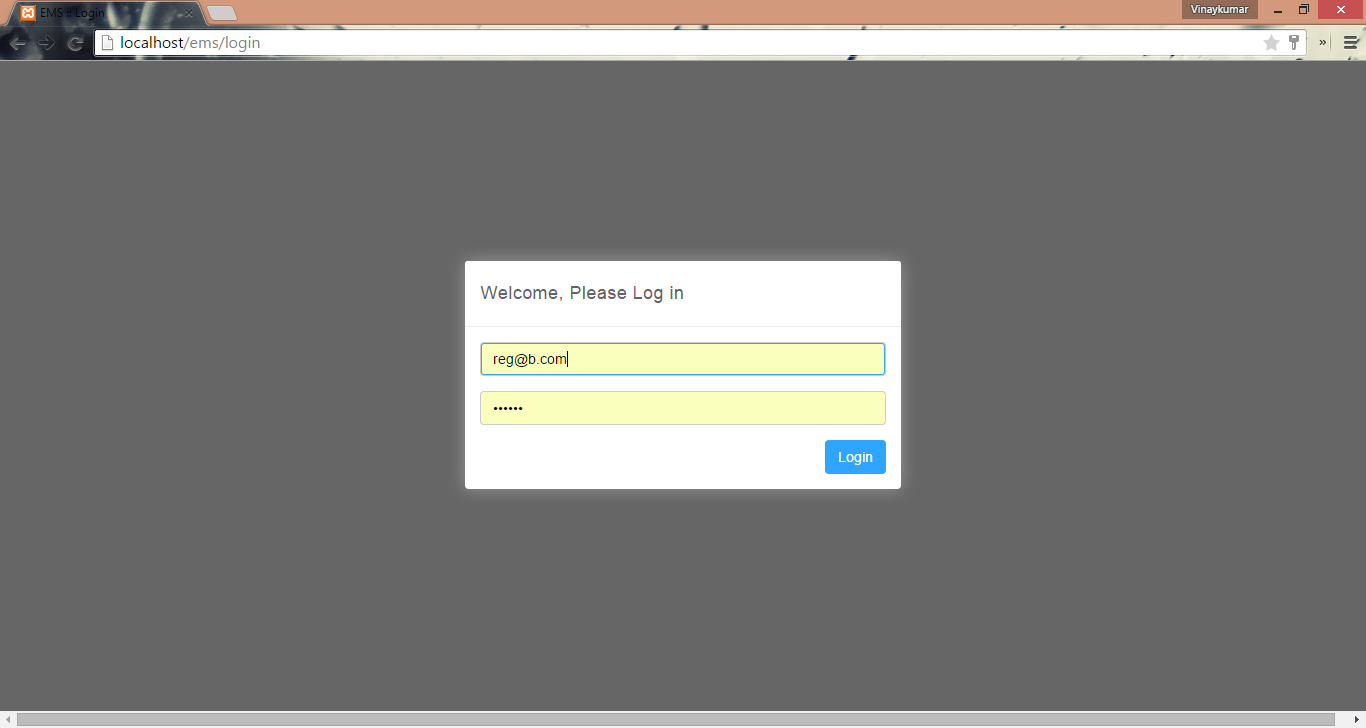 EMS :: Login
Vinaykumar
localhost/ems/login
Welcome, Please Log in
reg@b.com
••••••
Login